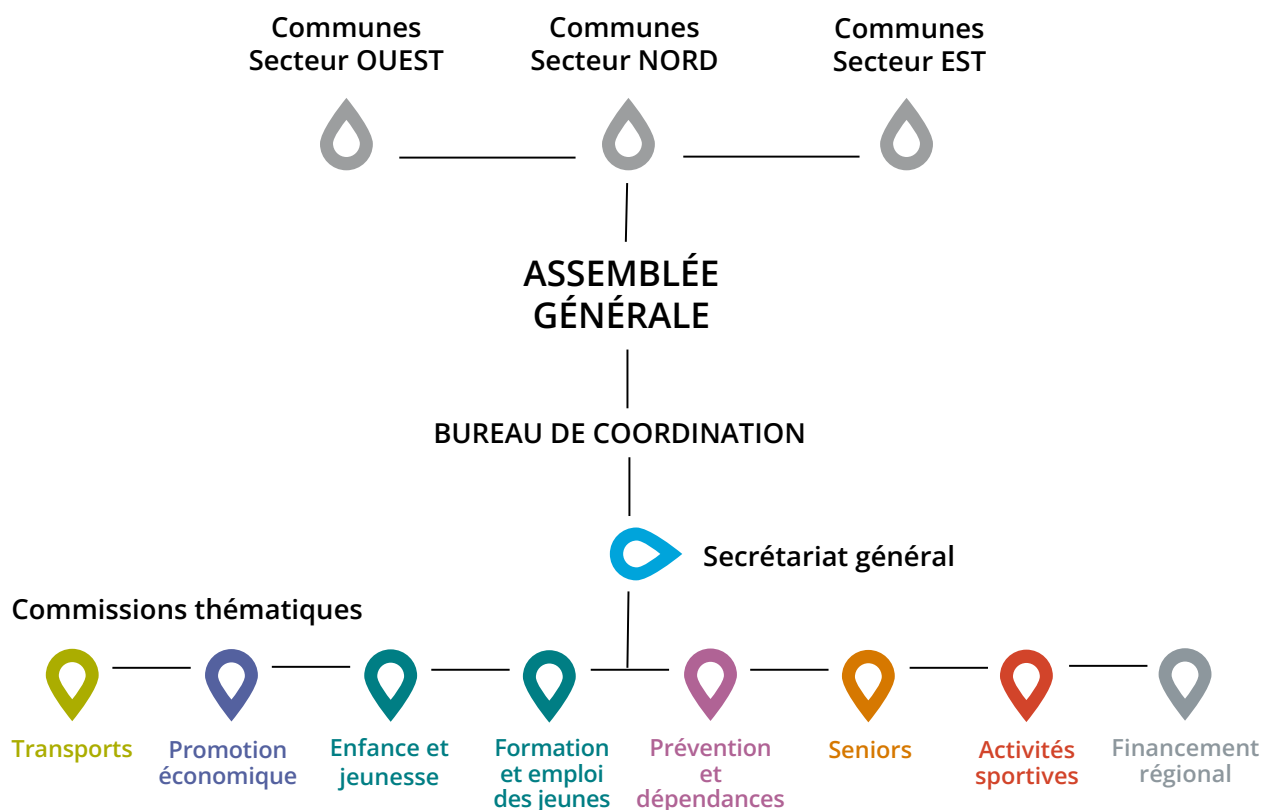 Communes
Secteur OUEST
Communes
Secteur NORD
Communes
Secteur EST
ASSEMBLÉE
GÉNÉRALE
BUREAU DE COORDINATION
Secrétariat général
Commissions thématiques
Transports
Promotion
économique
Enfance et
jeunesse
Formation
et emploi
des jeunes
Prévention
et
dépendances
Seniors
Activités
sportives
Financement
régional